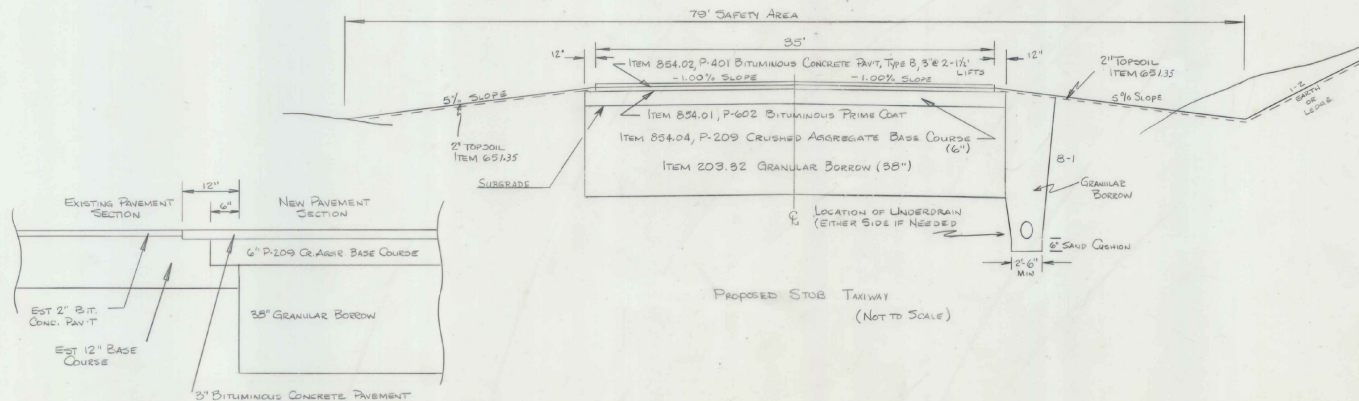 79' SAFETY AREA
35'
12"
12"
ITEM 854.02, P-401 BITUMINOUS CONCRETE PAV'T, TYPE B, 3" @ 2-1½" LIFTS
-1.00% SLOPE
-1.00% SLOPE
2" TOPSOIL
ITEM 651.35
5% SLOPE
5% SLOPE
1-2
EARTH
OR
LEDGE
ITEM 854.01, P-602 BITUMINOUS PRIME COAT
ITEM 854.04, P-209 CRUSHED AGGREGATE BASE COURSE
(6")
2" TOPSOIL
ITEM 651.35
ITEM 203.32 GRANULAR BORROW (38")
8-1
SUBGRADE
GRANULAR
BORROW
LOCATION OF UNDERDRAIN
(EITHER SIDE IF NEEDED
6" SAND CUSHION
2'-6"
MIN
PROPOSED STUB TAXIWAY
(NOT TO SCALE)
12"
EXISTING PAVEMENT
SECTION
6"
NEW PAVEMENT
SECTION
6" P-209 CR. AGGR. BASE COURSE
38" GRANULAR BORROW
EST 2" BIT.
CONC. PAV'T
EST 12" BASE
COURSE
3" BITUMINOUS CONCRETE PAVEMENT